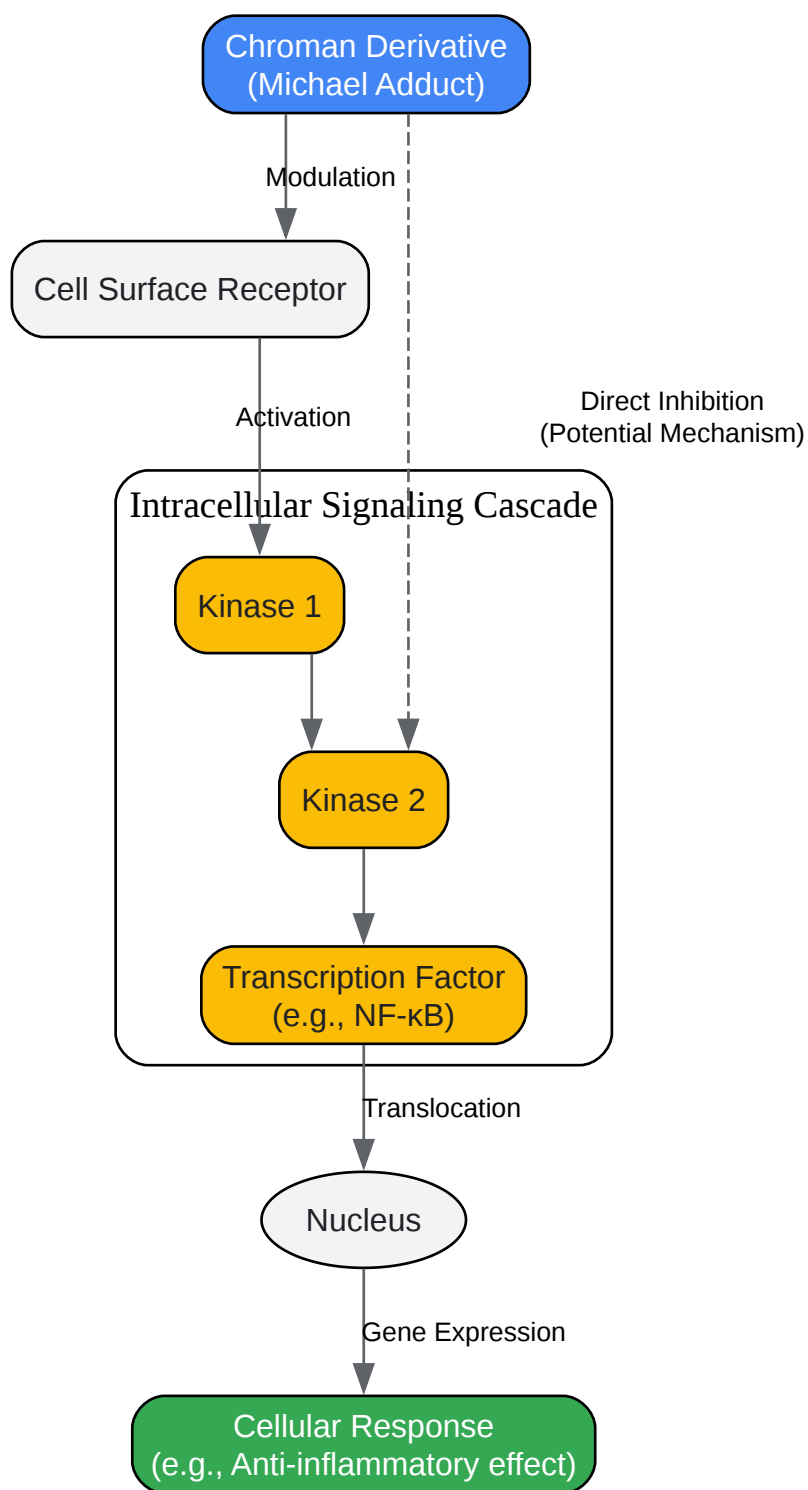 Chroman Derivative
(Michael Adduct)
Modulation
Cell Surface Receptor
Activation
Direct Inhibition
(Potential Mechanism)
Intracellular Signaling Cascade
Kinase 1
Kinase 2
Transcription Factor
(e.g., NF-κB)
Translocation
Nucleus
Gene Expression
Cellular Response
(e.g., Anti-inflammatory effect)